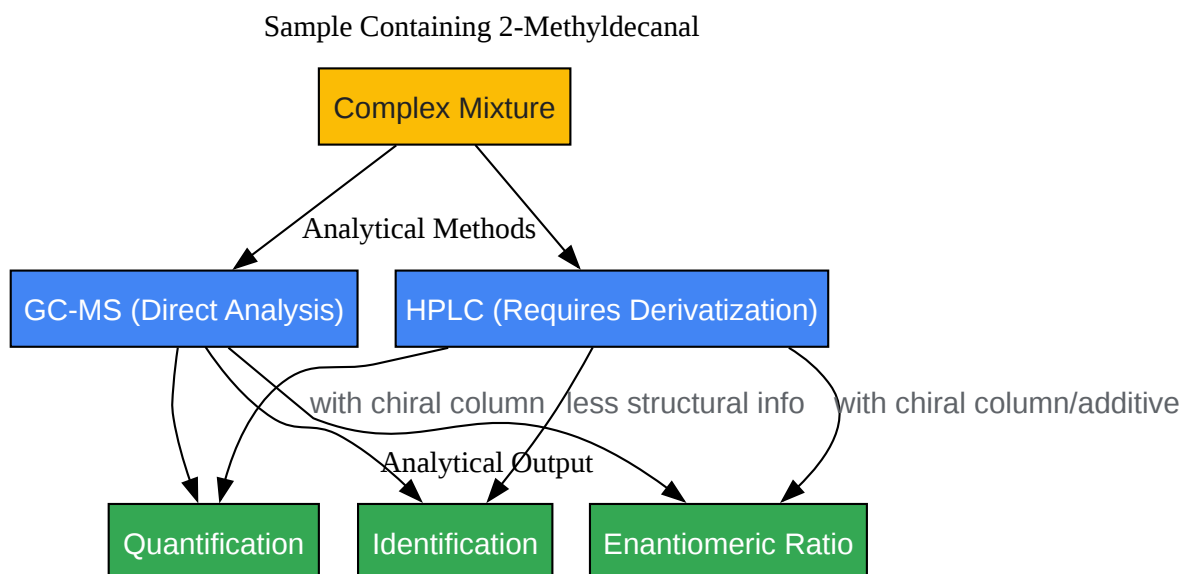 Sample Containing 2-Methyldecanal
Complex Mixture
Analytical Methods
GC-MS (Direct Analysis)
HPLC (Requires Derivatization)
with chiral column
less structural info
with chiral column/additive
Analytical Output
Quantification
Identification
Enantiomeric Ratio